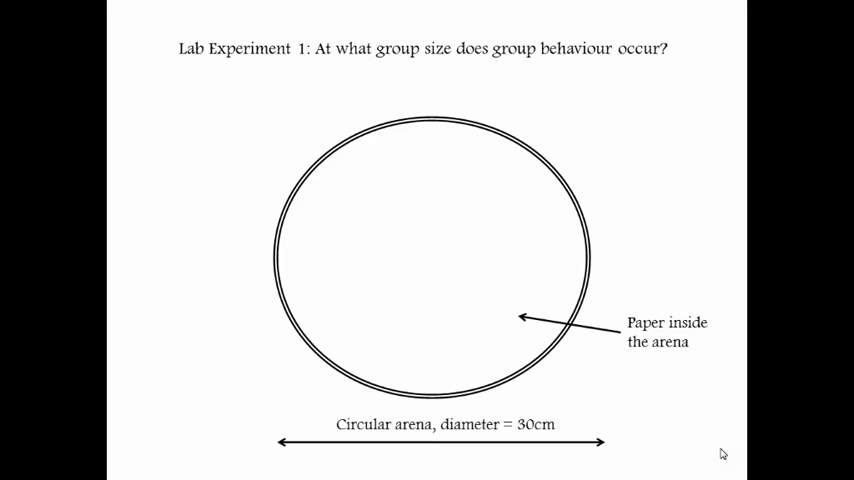 Lab Experiment 1: At what group size does group behaviour occur?
Paper inside
the arena
Circular arena, diameter = 30cm